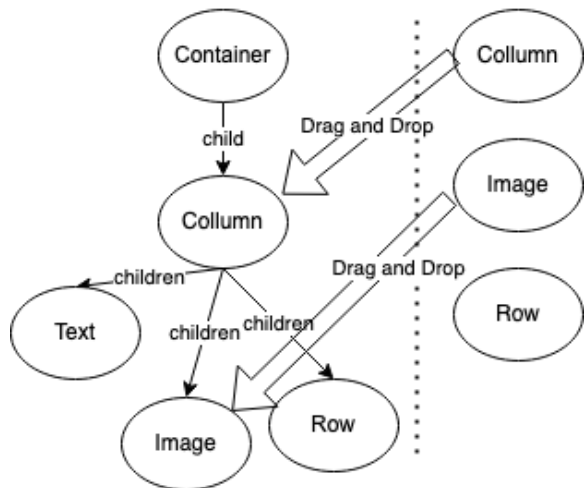 Container
Collumn
child
Drag and Drop
Collumn
Image
children
Drag and Drop
Text
children
children
Row
Image
Row